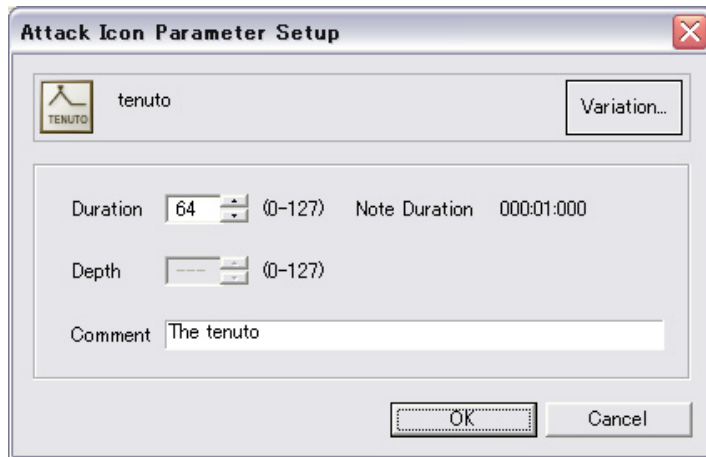 Attack Icon Parameter Setup
TENUTO
tenuto
Variation...
Duration 64 (0-127) Note Duration 000:01:000
Depth --- (0-127)
Comment The tenuto
OK Cancel